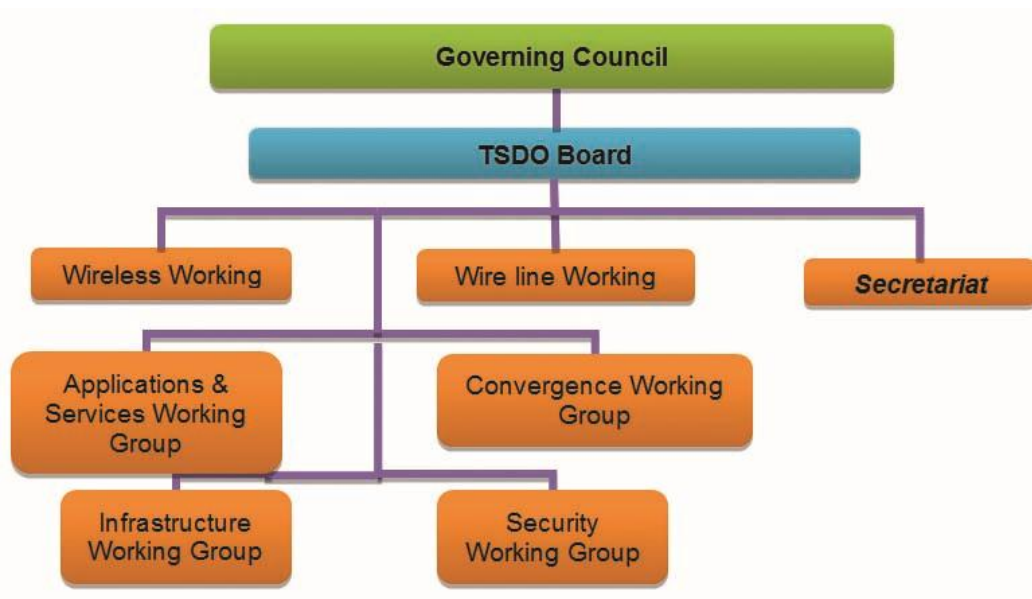 Governing Council
TSDO Board
Wireless Working
Wire line Working
Secretariat
Applications &
Services Working
Group
Convergence Working
Group
Infrastructure
Working Group
Security
Working Group